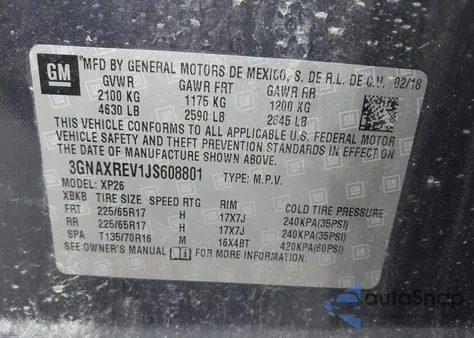 GM
MFD BY GENERAL MOTORS DE MEXICO, S. DE R.L. DE C.V. 02/18
GVWR GAWR FRT GAWR RR
2100 KG 1175 KG 1200 KG
4630 LB 2590 LB 2645 LB
THIS VEHICLE CONFORMS TO ALL APPLICABLE U.S. FEDERAL MOTOR
VEHICLE SAFETY AND THEFT PREVENTION STANDARDS IN EFFECT ON
THE DATE OF MANUFACTURE SHOWN ABOVE.
3GNAXREV1JS608801 TYPE: M.P.V.
MODEL: XP26
XBKB TIRE SIZE SPEED RTG RIM COLD TIRE PRESSURE
FRT 225/65R17 H 17X7J 240KPA(35PSI)
RR 225/65R17 H 17X7J 240KPA(35PSI)
SPA T135/70R16 M 16X4BT 420KPA(60PSI)
SEE OWNER'S MANUAL FOR ADDITIONAL INFORMATION.
autoSnap